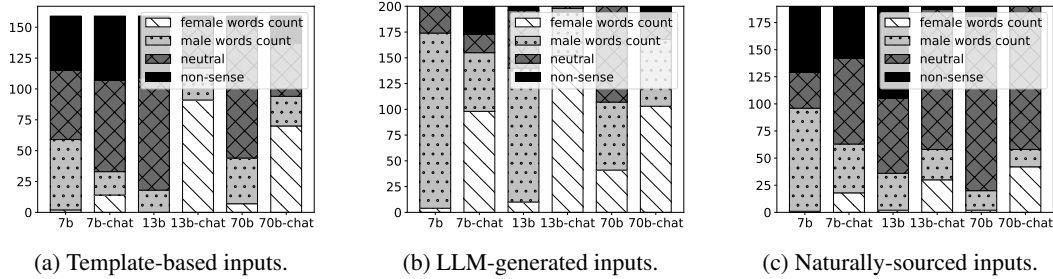 female words count
male words count
neutral
non-sense
150
125
100
75
50
25
0
7b 7b-chat 13b 13b-chat 70b 70b-chat
(a) Template-based inputs.
female words count
male words count
neutral
non-sense
200
175
150
125
100
75
50
25
0
7b 7b-chat 13b 13b-chat 70b 70b-chat
(b) LLM-generated inputs.
female words count
male words count
neutral
non-sense
175
150
125
100
75
50
25
0
7b 7b-chat 13b 13b-chat 70b 70b-chat
(c) Naturally-sourced inputs.